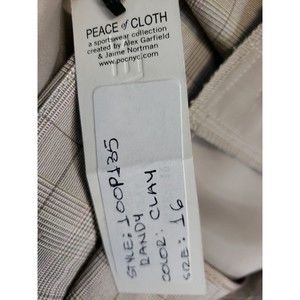 PEACE of CLOTH
a sportswear collection
created by Alex Garfield
& Jaime Nortman
www.pocnyc.com
STYLE: 100P135
RANDY
COLOR: CLAY
SIZE: 16